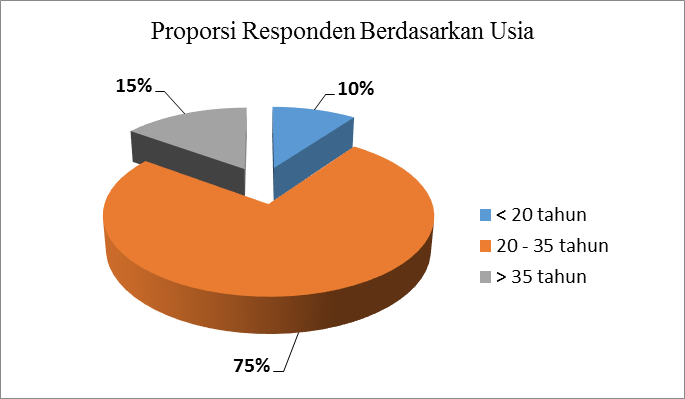 Proporsi Responden Berdasarkan Usia
15%
10%
< 20 tahun
20 - 35 tahun
> 35 tahun
75%